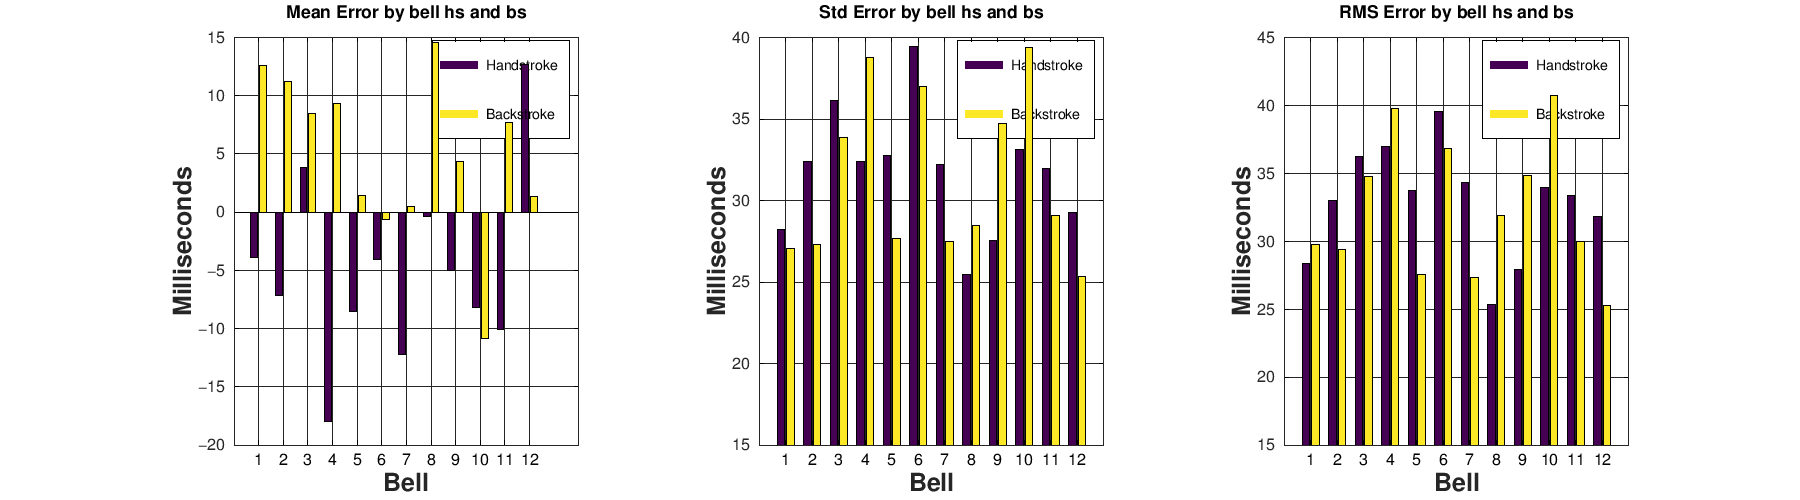 Mean Error by bell hs and bs
15
10
5
0
−5
−10
−15
−20
Milliseconds
Handstroke
Backstroke
1 2 3 4 5 6 7 8 9 10 11 12
Bell
Std Error by bell hs and bs
40
35
30
25
20
15
Milliseconds
Handstroke
Backstroke
1 2 3 4 5 6 7 8 9 10 11 12
Bell
RMS Error by bell hs and bs
45
40
35
30
25
20
15
Milliseconds
Handstroke
Backstroke
1 2 3 4 5 6 7 8 9 10 11 12
Bell